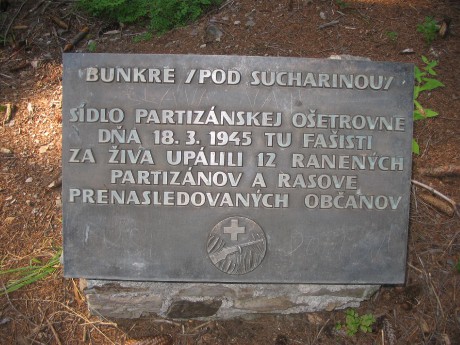 BUNKRE /POD SUCHARINOU/
SÍDLO PARTIZÁNSKEJ OŠETROVNE
DŇA 18. 3. 1945 TU FAŠISTI
ZA ŽIVA UPÁLILI 12 RANENÝCH
PARTIZÁNOV A RASOVE
PRENASLEDOVANÝCH OBČANOV